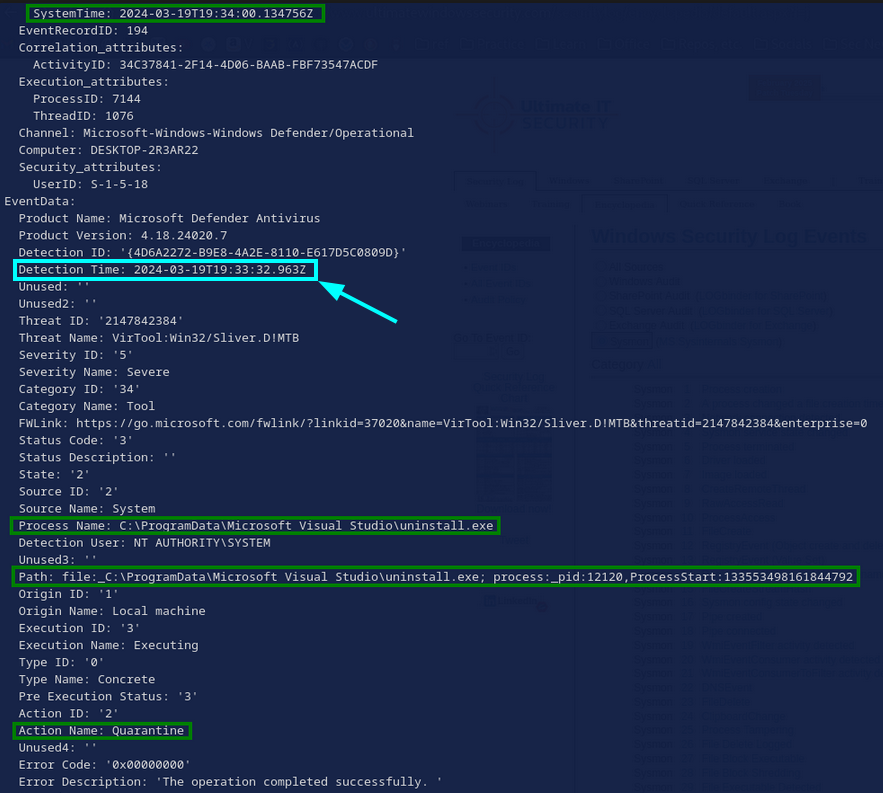 SystemTime: 2024-03-19T19:34:00.134756Z
EventRecordID: 194
Correlation_attributes:
ActivityID: 34C37841-2F14-4D06-BAAB-FBF73547ACDF
Execution_attributes:
ProcessID: 7144
ThreadID: 1076
Channel: Microsoft-Windows-Windows Defender/Operational
Computer: DESKTOP-2R3AR22
Security_attributes:
UserID: S-1-5-18
EventData:
Product Name: Microsoft Defender Antivirus
Product Version: 4.18.24020.7
Detection ID: '{4D6A2272-B9E8-4A2E-8110-E617D5C0809D}'
Detection Time: 2024-03-19T19:33:32.963Z
Unused: ''
Unused2: ''
Threat ID: '2147842384'
Threat Name: VirTool:Win32/Sliver.D!MTB
Severity ID: '5'
Severity Name: Severe
Category ID: '34'
Category Name: Tool
FWLink: https://go.microsoft.com/fwlink/?linkid=37020&name=VirTool:Win32/Sliver.D!MTB&threatid=2147842384&enterprise=0
Status Code: '3'
Status Description: ''
State: '2'
Source ID: '2'
Source Name: System
Process Name: C:\ProgramData\Microsoft Visual Studio\uninstall.exe
Detection User: NT AUTHORITY\SYSTEM
Unused3: ''
Path: file:_C:\ProgramData\Microsoft Visual Studio\uninstall.exe; process:_pid:12120,ProcessStart:133553498161844792
Origin ID: '1'
Origin Name: Local machine
Execution ID: '3'
Execution Name: Executing
Type ID: '0'
Type Name: Concrete
Pre Execution Status: '3'
Action ID: '2'
Action Name: Quarantine
Unused4: ''
Error Code: '0x00000000'
Error Description: 'The operation completed successfully. '
Ultimate IT
SECURITY
Windows Security Log Events